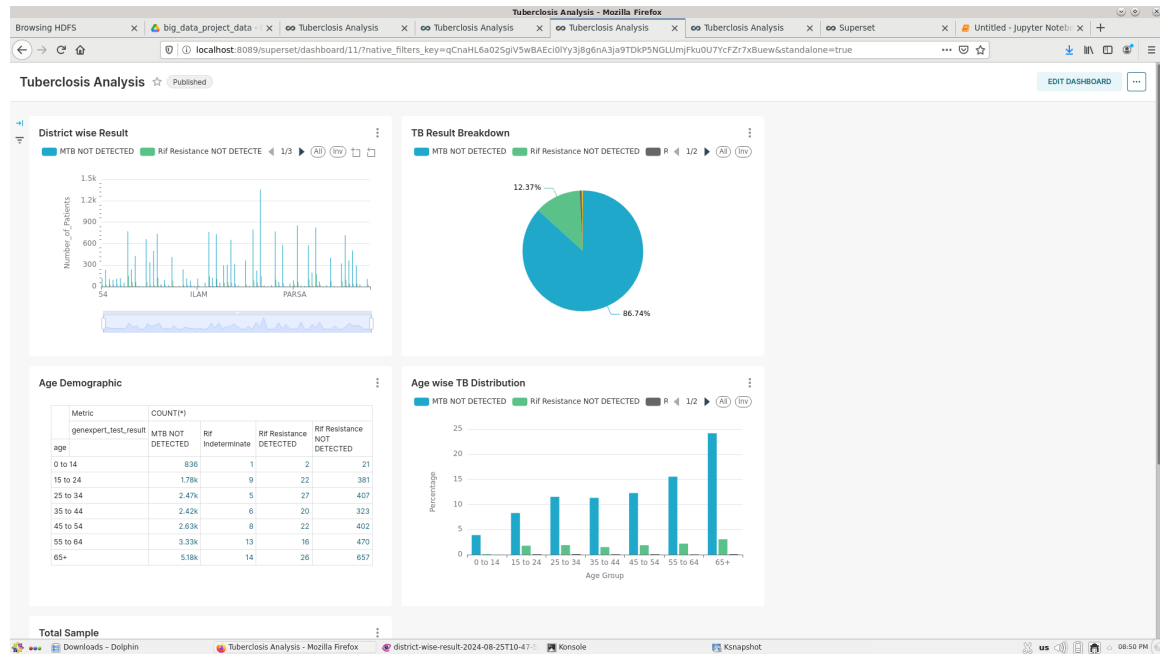 Tuberclosis Analysis - Mozilla Firefox
Browsing HDFS
big_data_project_data -
Tuberclosis Analysis
Tuberclosis Analysis
Tuberclosis Analysis
Tuberclosis Analysis
Superset
Untitled - Jupyter Noteb
localhost:8089/superset/dashboard/11/?native_filters_key=qCnaHL6a02SgiV5wBAEci0lYy3j8g6nA3ja9TDkP5NGLUmjFku0U7YcFZr7xBuew&standalone=true
Tuberclosis Analysis
Published
EDIT DASHBOARD
District wise Result
MTB NOT DETECTED
Rif Resistance NOT DETECTE
1/3
All
Inv
Number_of_Patients
1.5k
1.2k
900
600
300
0
54
ILAM
PARSA
TB Result Breakdown
MTB NOT DETECTED
Rif Resistance NOT DETECTED
R
1/2
All
Inv
12.37%
86.74%
Age Demographic
Metric COUNT(*)
genexpert_test_result MTB NOT DETECTED Rif Indeterminate Rif Resistance DETECTED Rif Resistance NOT DETECTED
age
0 to 14 836 1 2 21
15 to 24 1.78k 9 22 381
25 to 34 2.47k 5 27 407
35 to 44 2.42k 6 20 323
45 to 54 2.63k 8 22 402
55 to 64 3.33k 13 16 470
65+ 5.18k 14 26 657
Age wise TB Distribution
MTB NOT DETECTED
Rif Resistance NOT DETECTED
R
1/2
All
Inv
Percentage
25
20
15
10
5
0
0 to 14 15 to 24 25 to 34 35 to 44 45 to 54 55 to 64 65+
Age Group
Total Sample
Downloads – Dolphin
Tuberclosis Analysis - Mozilla Firefox
district-wise-result-2024-08-25T10-47-
Konsole
Ksnapshot
us
08:50 PM